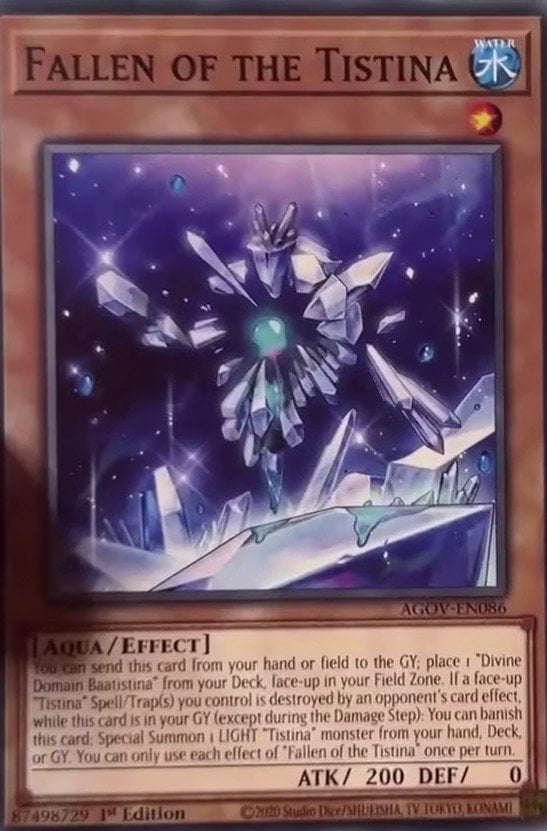 FALLEN OF THE TISTINA
WATER
水
AGOV-EN086
[AQUA/EFFECT]
You can send this card from your hand or field to the GY; place 1 "Divine
Domain Baatistina" from your Deck, face-up in your Field Zone. If a face-up
"Tistina" Spell/Trap(s) you control is destroyed by an opponent's card effect,
while this card is in your GY (except during the Damage Step): You can banish
this card; Special Summon 1 LIGHT "Tistina" monster from your hand, Deck,
or GY. You can only use each effect of "Fallen of the Tistina" once per turn.
ATK/ 200 DEF/ 0
87498729 1st Edition
©2020 Studio Dice/SHUEISHA, TV TOKYO, KONAMI